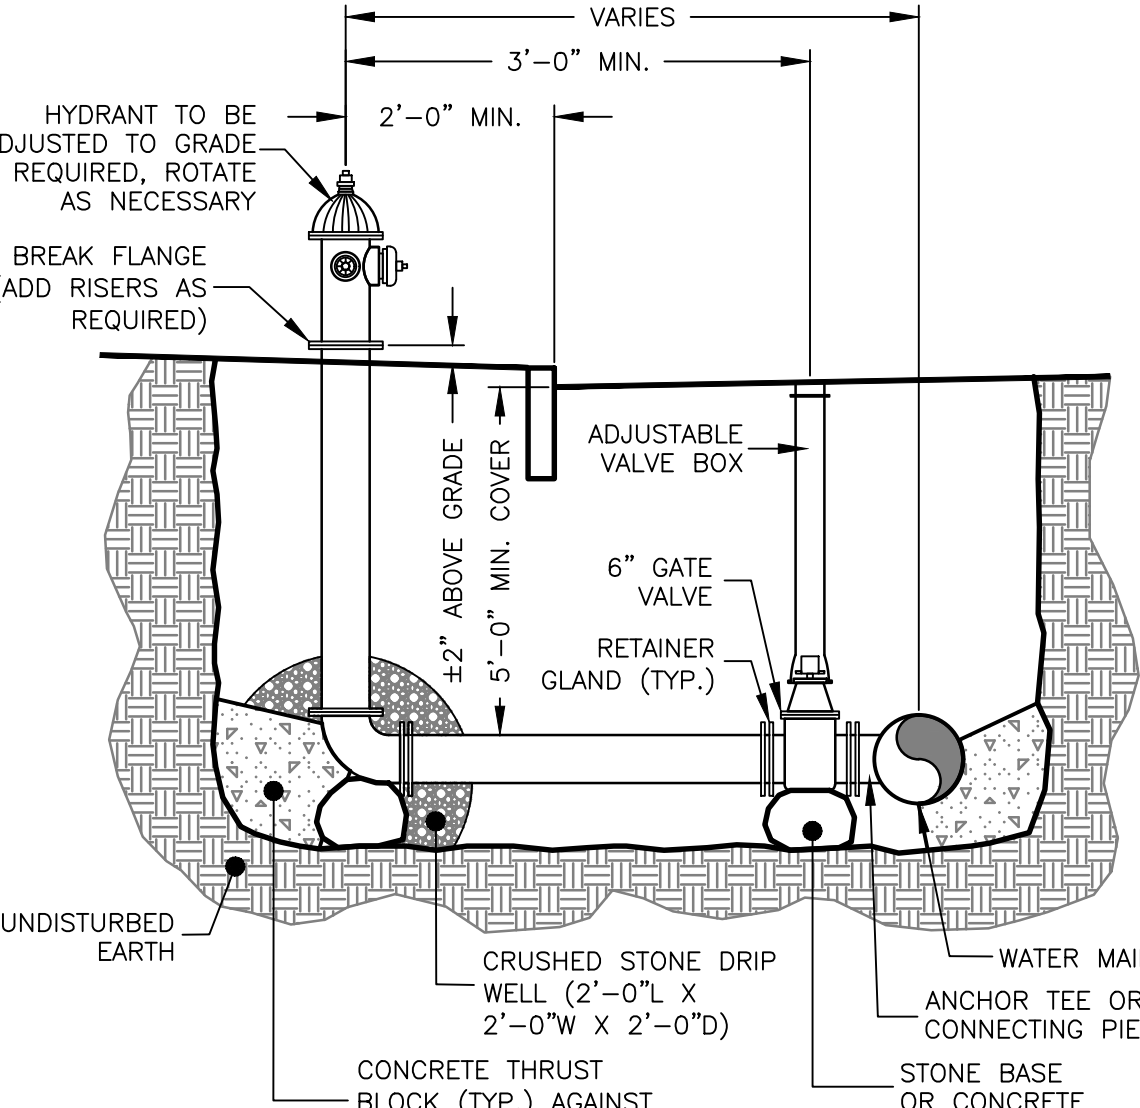 VARIES
3'-0" MIN.
2'-0" MIN.
HYDRANT TO BE
DJUSTED TO GRADE
REQUIRED, ROTATE
AS NECESSARY
BREAK FLANGE
(ADD RISERS AS
REQUIRED)
±2" ABOVE GRADE
5'-0" MIN. COVER
ADJUSTABLE
VALVE BOX
6" GATE
VALVE
RETAINER
GLAND (TYP.)
UNDISTURBED
EARTH
CRUSHED STONE DRIP
WELL (2'-0"L X
2'-0"W X 2'-0"D)
WATER MAI
ANCHOR TEE OR
CONNECTING PIE
CONCRETE THRUST
BLOCK (TYP.) AGAINST
STONE BASE
OR CONCRETE